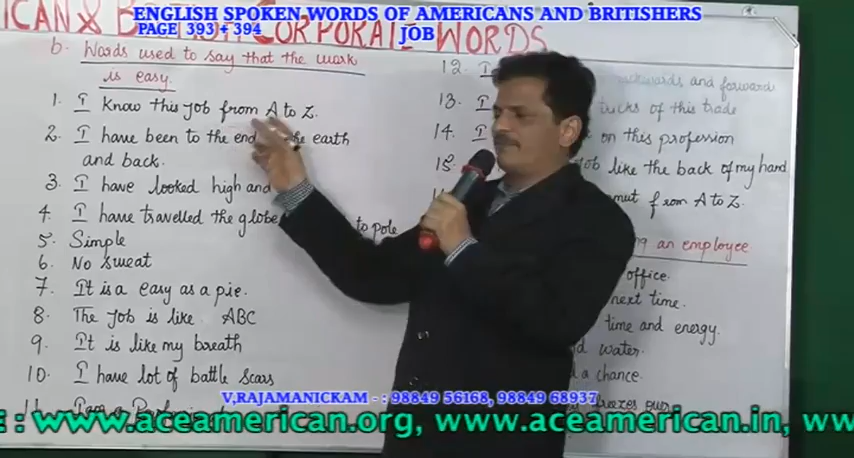 ENGLISH SPOKEN WORDS OF AMERICANS AND BRITISHERS
PAGE 393 + 394
JOB
CORPORATE WORDS
b. Words used to say that the work
is easy.
1. I know this job from A to Z.
2. I have been to the end the earth
and back.
3. I have looked high and
4. I have travelled the globe to pole
5. Simple
6. No sweat
7. It is a easy as a pie.
8. The job is like ABC
9. It is like my breath
10. I have lot of battle scars
11.
12. I backwards and forward
13. I tricks of this trade
14. I on this profession
15. job like the back of my hand
from A to Z.
an employee
office.
next time.
time and energy.
water.
a chance.
freezes over
V,RAJAMANICKAM - : 98849 56168, 98849 68937
: www.aceamerican.org, www.aceamerican.in, ww